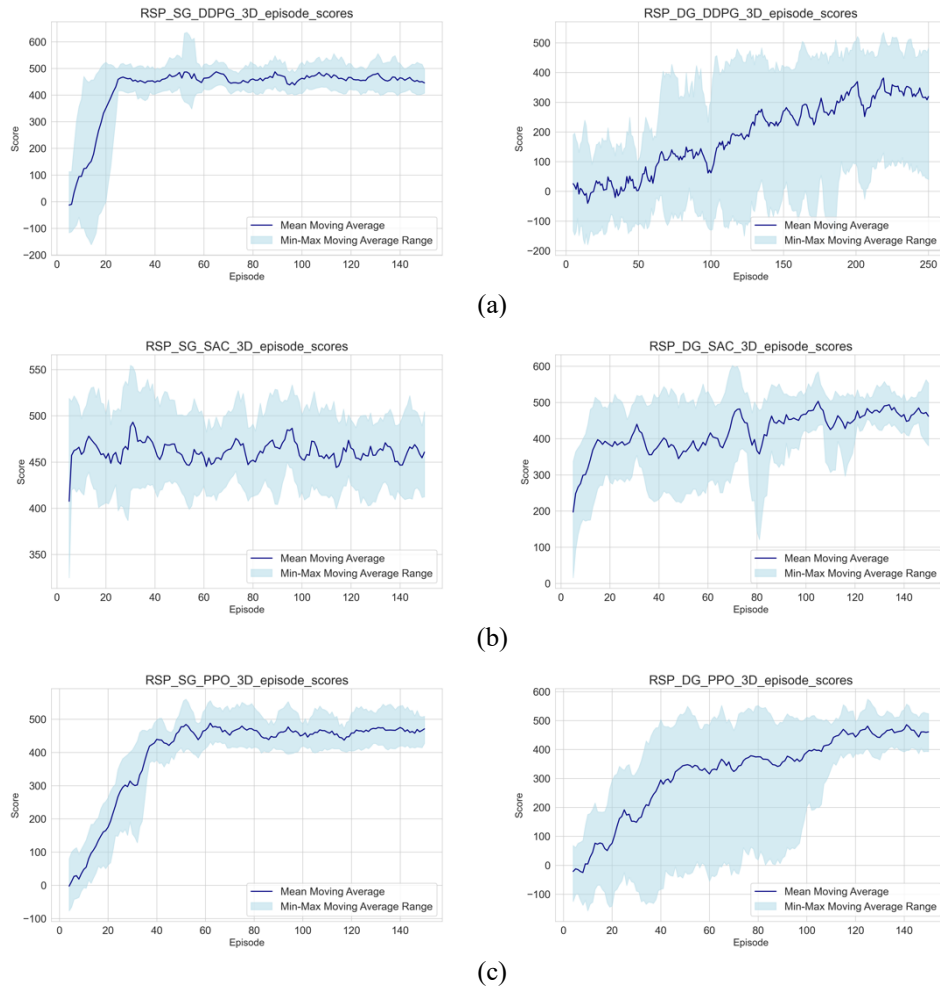 RSP_SG_DDPG_3D_episode_scores
600
500
400
300
200
100
0
−100
−200
Score
0 20 40 60 80 100 120 140
Episode
Mean Moving Average
Min-Max Moving Average Range
RSP_DG_DDPG_3D_episode_scores
500
400
300
200
100
0
−100
−200
Score
0 50 100 150 200 250
Episode
Mean Moving Average
Min-Max Moving Average Range
(a)
RSP_SG_SAC_3D_episode_scores
550
500
450
400
350
Score
0 20 40 60 80 100 120 140
Episode
Mean Moving Average
Min-Max Moving Average Range
RSP_DG_SAC_3D_episode_scores
600
500
400
300
200
100
0
Score
0 20 40 60 80 100 120 140
Episode
Mean Moving Average
Min-Max Moving Average Range
(b)
RSP_SG_PPO_3D_episode_scores
500
400
300
200
100
0
−100
Score
0 20 40 60 80 100 120 140
Episode
Mean Moving Average
Min-Max Moving Average Range
RSP_DG_PPO_3D_episode_scores
600
500
400
300
200
100
0
−100
Score
0 20 40 60 80 100 120 140
Episode
Mean Moving Average
Min-Max Moving Average Range
(c)